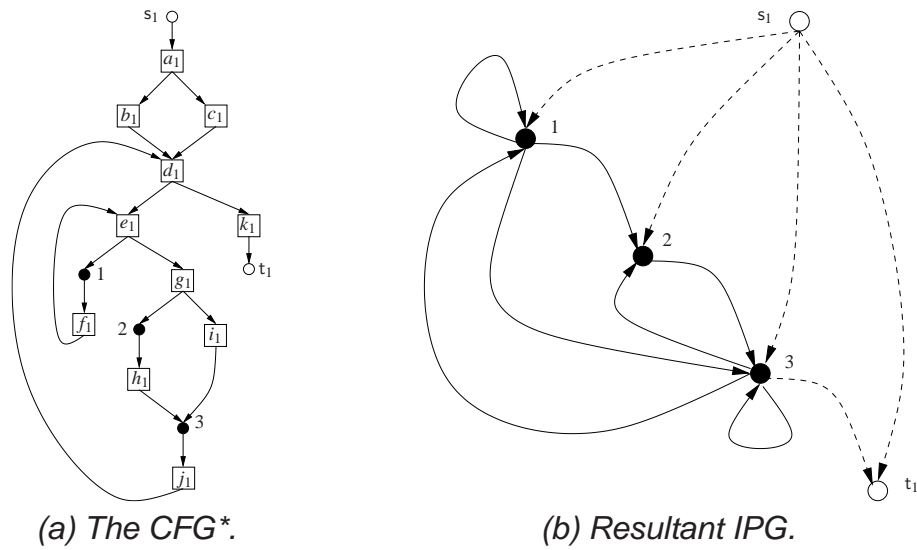 s₁
a₁
b₁
c₁
d₁
e₁
k₁
1
t₁
g₁
f₁
2
i₁
h₁
3
j₁
(a) The CFG*.
s₁
1
2
3
t₁
(b) Resultant IPG.